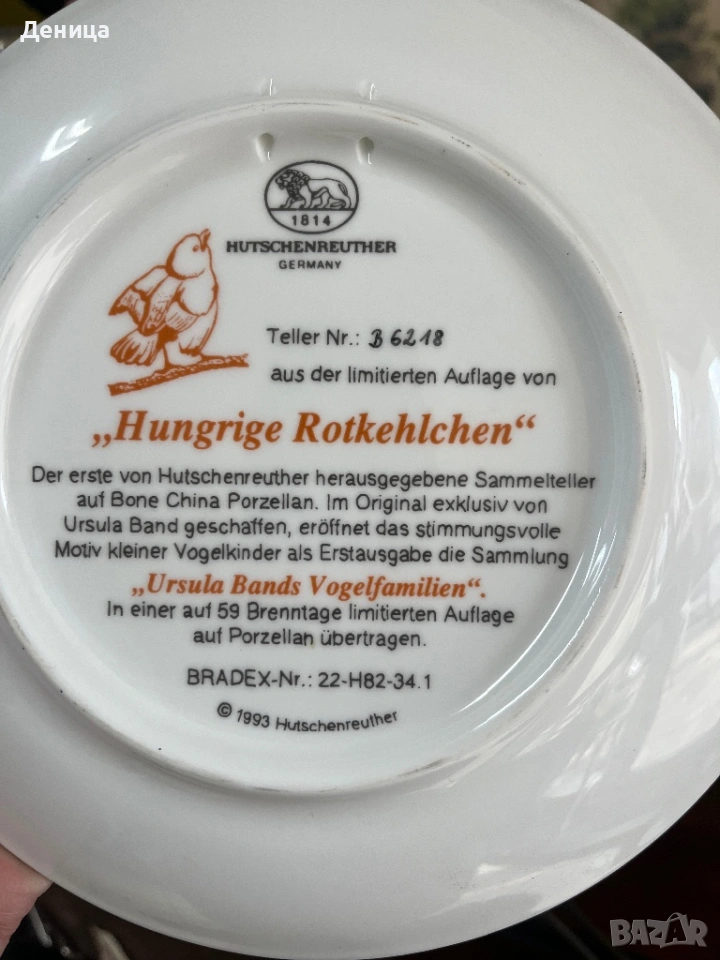 Деница
1814
HUTSCHENREUTHER
GERMANY
Teller Nr.: B 6218
aus der limitierten Auflage von
„Hungrige Rotkehlchen“
Der erste von Hutschenreuther herausgegebene Sammelteller
auf Bone China Porzellan. Im Original exklusiv von
Ursula Band geschaffen, eröffnet das stimmungsvolle
Motiv kleiner Vogelkinder als Erstausgabe die Sammlung
„Ursula Bands Vogelfamilien“.
In einer auf 59 Brenntage limitierten Auflage
auf Porzellan übertragen.
BRADEX-Nr.: 22-H82-34.1
© 1993 Hutschenreuther
BAZAR